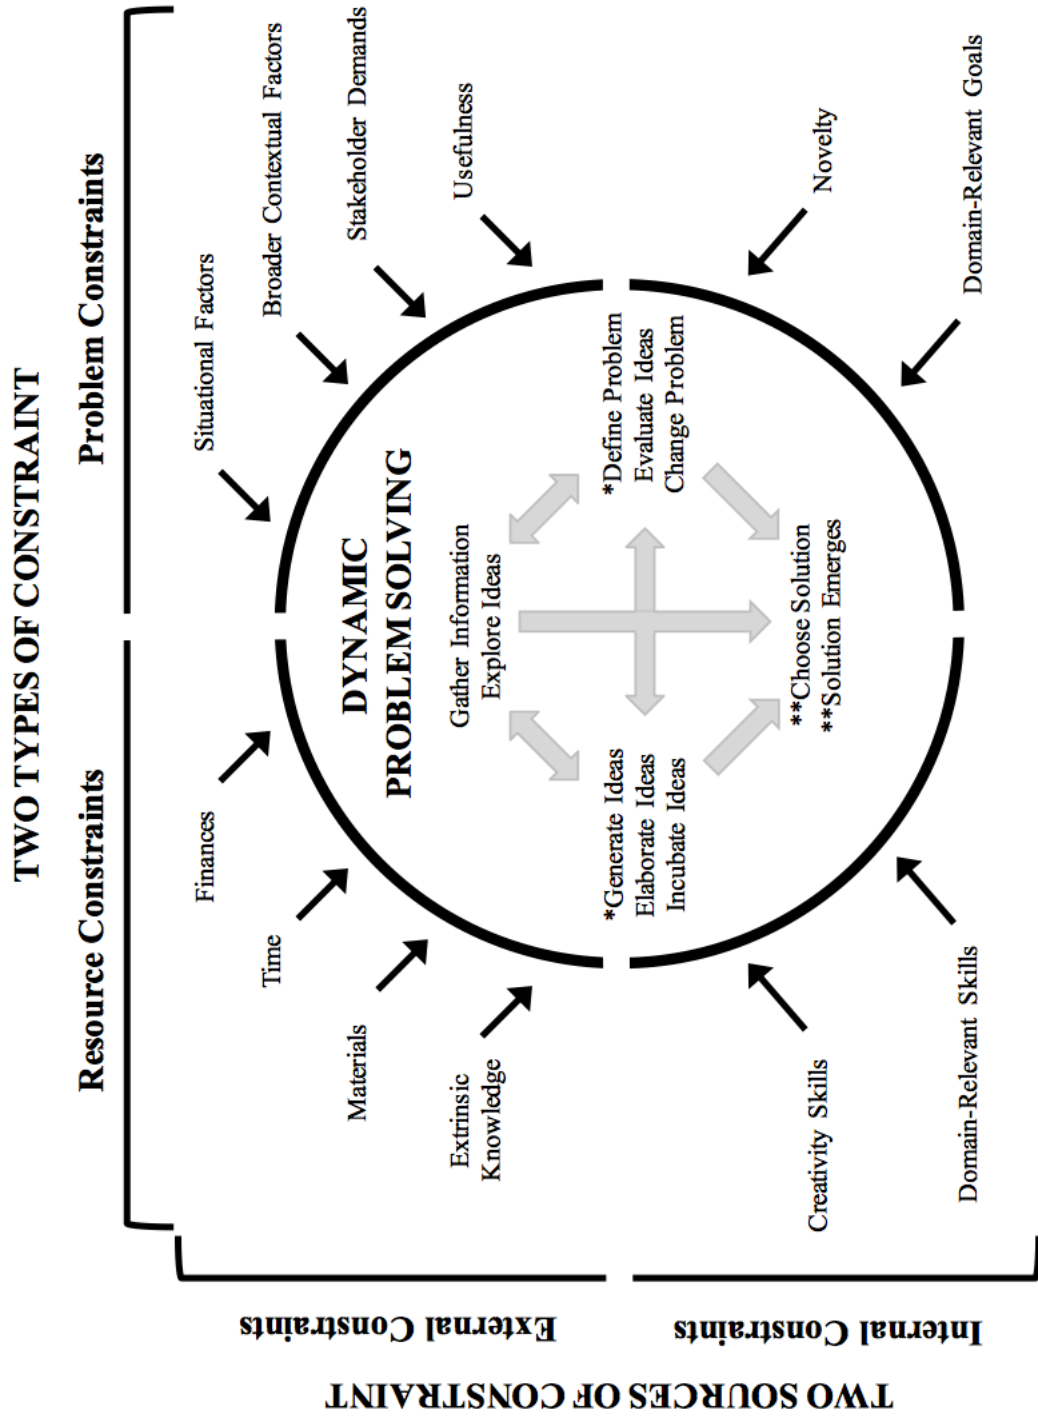 TWO TYPES OF CONSTRAINT
Resource Constraints
Problem Constraints
TWO SOURCES OF CONSTRAINT
External Constraints
Internal Constraints
Finances
Time
Materials
Extrinsic
Knowledge
Situational Factors
Broader Contextual Factors
Stakeholder Demands
Usefulness
DYNAMIC
PROBLEM SOLVING
Gather Information
Explore Ideas
*Generate Ideas
Elaborate Ideas
Incubate Ideas
*Define Problem
Evaluate Ideas
Change Problem
**Choose Solution
**Solution Emerges
Creativity Skills
Domain-Relevant Skills
Novelty
Domain-Relevant Goals